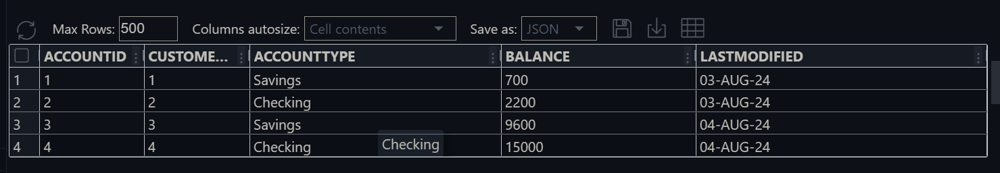 Max Rows: 500 Columns autosize: Cell contents Save as: JSON
ACCOUNTID CUSTOME... ACCOUNTTYPE BALANCE LASTMODIFIED
1 1 1 Savings 700 03-AUG-24
2 2 2 Checking 2200 03-AUG-24
3 3 3 Savings 9600 04-AUG-24
4 4 4 Checking 15000 04-AUG-24
Checking